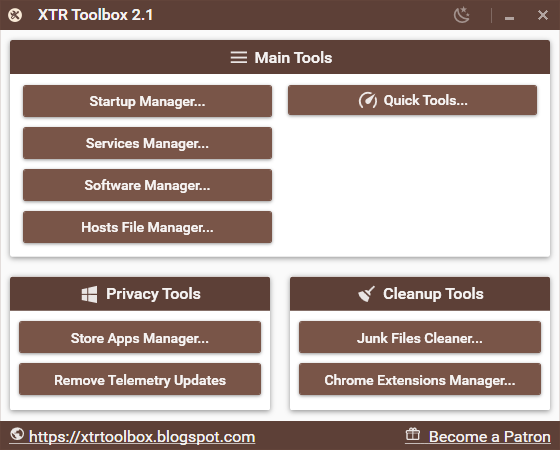 XTR Toolbox 2.1
Main Tools
Startup Manager...
Quick Tools...
Services Manager...
Software Manager...
Hosts File Manager...
Privacy Tools
Store Apps Manager...
Remove Telemetry Updates
Cleanup Tools
Junk Files Cleaner...
Chrome Extensions Manager...
https://xtrtoolbox.blogspot.com
Become a Patron